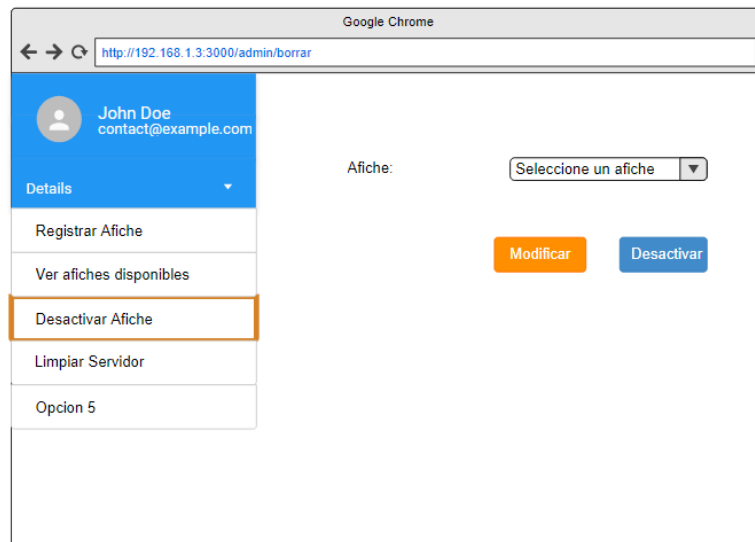 Google Chrome
http://192.168.1.3:3000/admin/borrar
John Doe
contact@example.com
Details
Registrar Afiche
Ver afiches disponibles
Desactivar Afiche
Limpiar Servidor
Opcion 5
Afiche:
Seleccione un afiche
Modificar
Desactivar